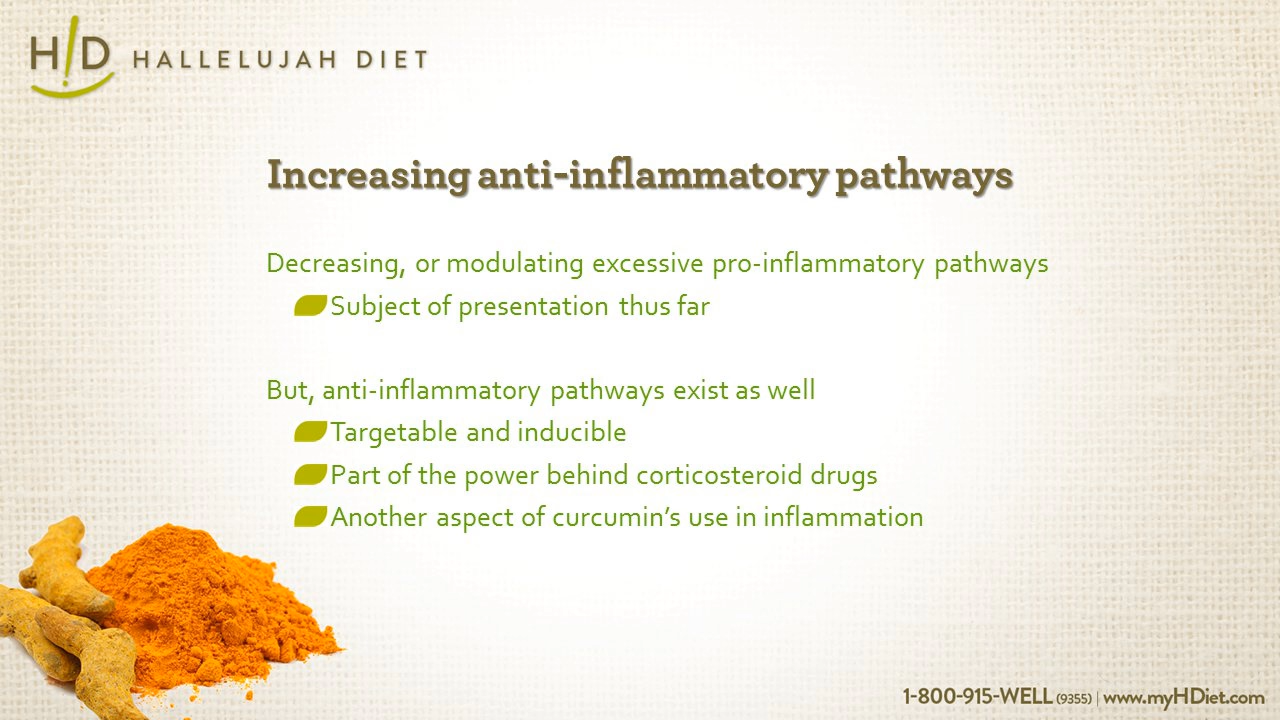 H!D HALLELUJAH DIET
Increasing anti-inflammatory pathways
Decreasing, or modulating excessive pro-inflammatory pathways
Subject of presentation thus far
But, anti-inflammatory pathways exist as well
Targetable and inducible
Part of the power behind corticosteroid drugs
Another aspect of curcumin's use in inflammation
1-800-915-WELL (9355) | www.myHDiet.com